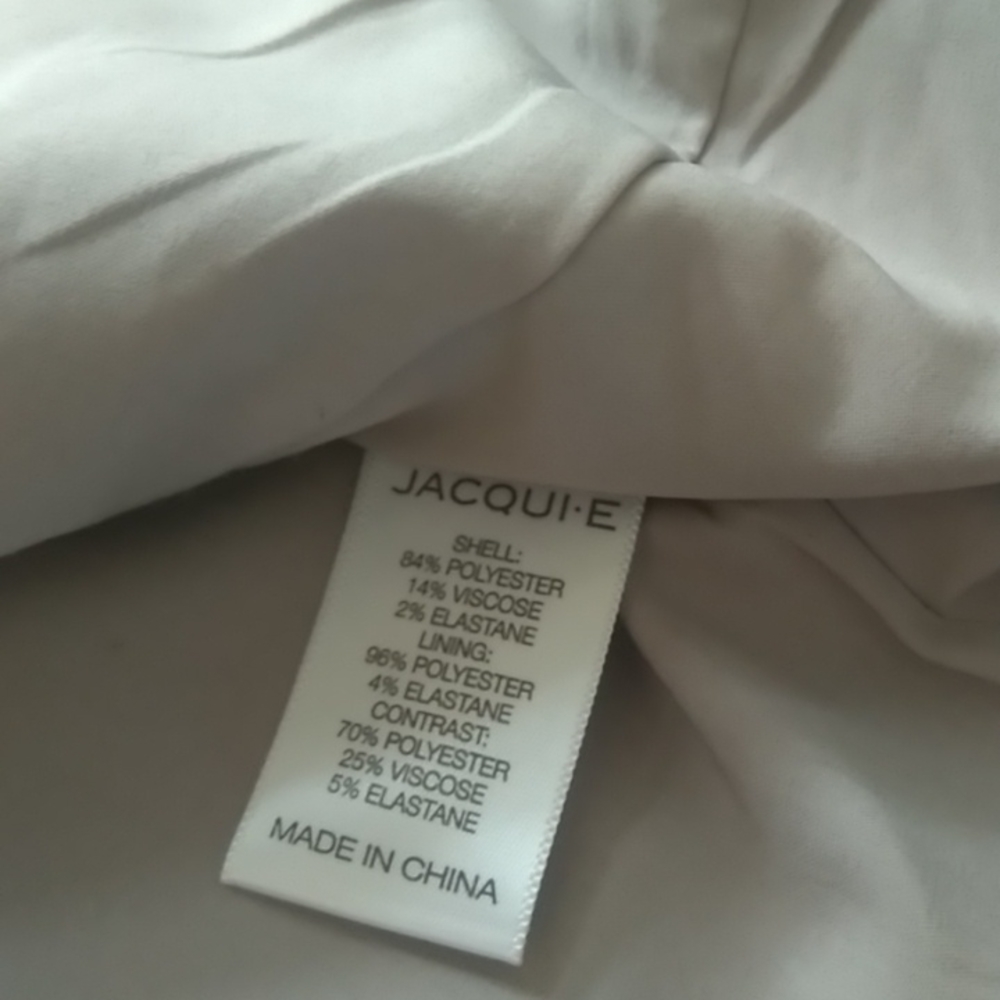 JACQUI·E
SHELL:
84% POLYESTER
14% VISCOSE
2% ELASTANE
LINING:
96% POLYESTER
4% ELASTANE
CONTRAST:
70% POLYESTER
25% VISCOSE
5% ELASTANE
MADE IN CHINA